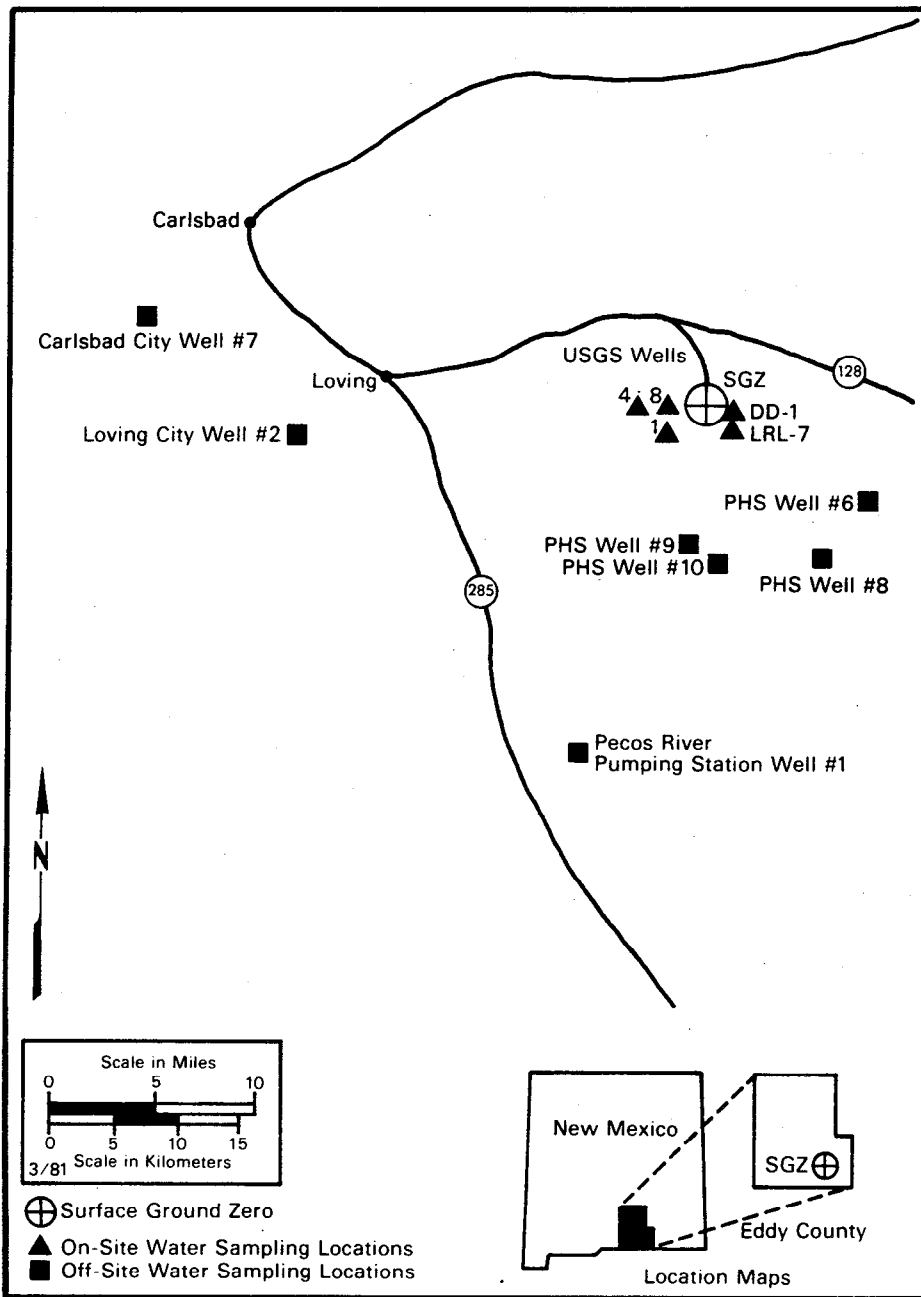 Carlsbad
Carlsbad City Well #7
Loving
USGS Wells
SGZ
128
4
8
DD-1
1
LRL-7
Loving City Well #2
PHS Well #6
PHS Well #9
PHS Well #10
PHS Well #8
285
Pecos River
Pumping Station Well #1
N
Scale in Miles
0 5 10
0 5 10 15
Scale in Kilometers
3/81
Surface Ground Zero
On-Site Water Sampling Locations
Off-Site Water Sampling Locations
New Mexico
SGZ
Eddy County
Location Maps